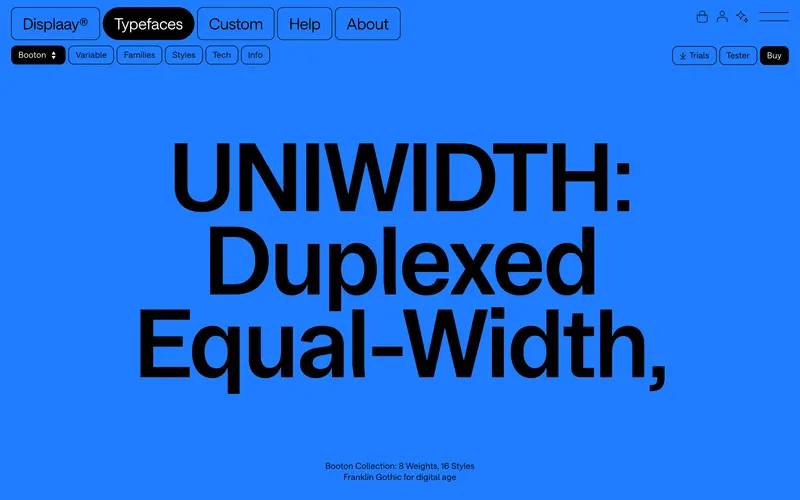 Displaay® Typefaces Custom Help About
Booton Variable Families Styles Tech Info Trials Tester Buy
UNIWIDTH:
Duplexed
Equal-Width,
Booton Collection: 8 Weights, 16 Styles
Franklin Gothic for digital age